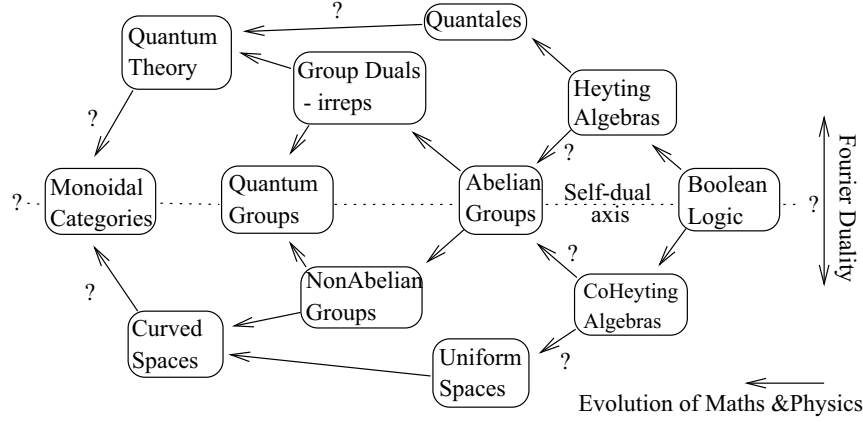 ?
Quantales
Quantum
Theory
Group Duals
- irreps
Heyting
Algebras
?
?
Monoidal
Categories
?
Quantum
Groups
Abelian
Groups
Self-dual
axis
Boolean
Logic
?
Fourier Duality
?
NonAbelian
Groups
CoHeyting
Algebras
?
Curved
Spaces
Uniform
Spaces
?
Evolution of Maths &Physics